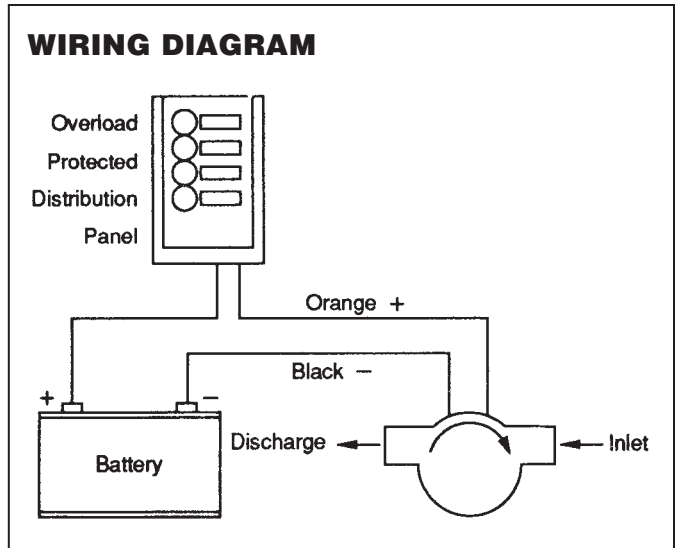 WIRING DIAGRAM
Overload
Protected
Distribution
Panel
Orange +
Black −
+ −
Battery
Discharge
Inlet